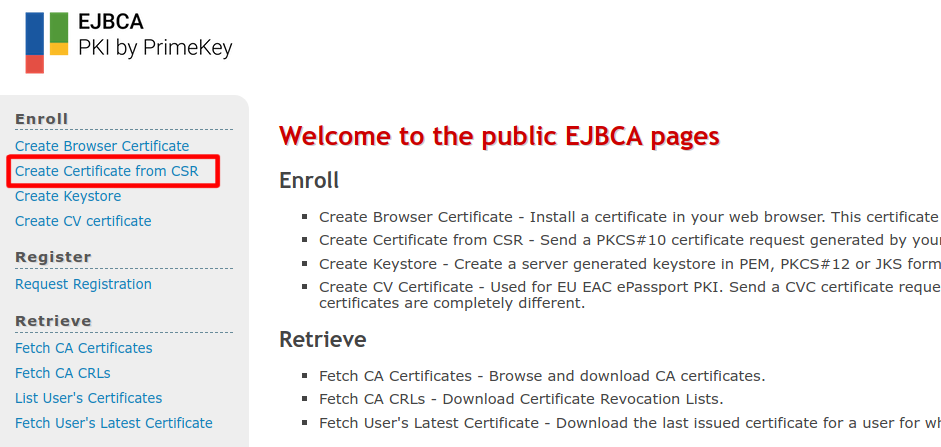 EJBCA
PKI by PrimeKey
Enroll
Create Browser Certificate
Create Certificate from CSR
Create Keystore
Create CV certificate
Register
Request Registration
Retrieve
Fetch CA Certificates
Fetch CA CRLs
List User's Certificates
Fetch User's Latest Certificate
Welcome to the public EJBCA pages
Enroll
Create Browser Certificate - Install a certificate in your web browser. This certificate
Create Certificate from CSR - Send a PKCS#10 certificate request generated by your
Create Keystore - Create a server generated keystore in PEM, PKCS#12 or JKS form
Create CV Certificate - Used for EU EAC ePassport PKI. Send a CVC certificate reque
certificates are completely different.
Retrieve
Fetch CA Certificates - Browse and download CA certificates.
Fetch CA CRLs - Download Certificate Revocation Lists.
Fetch User's Latest Certificate - Download the last issued certificate for a user for wh